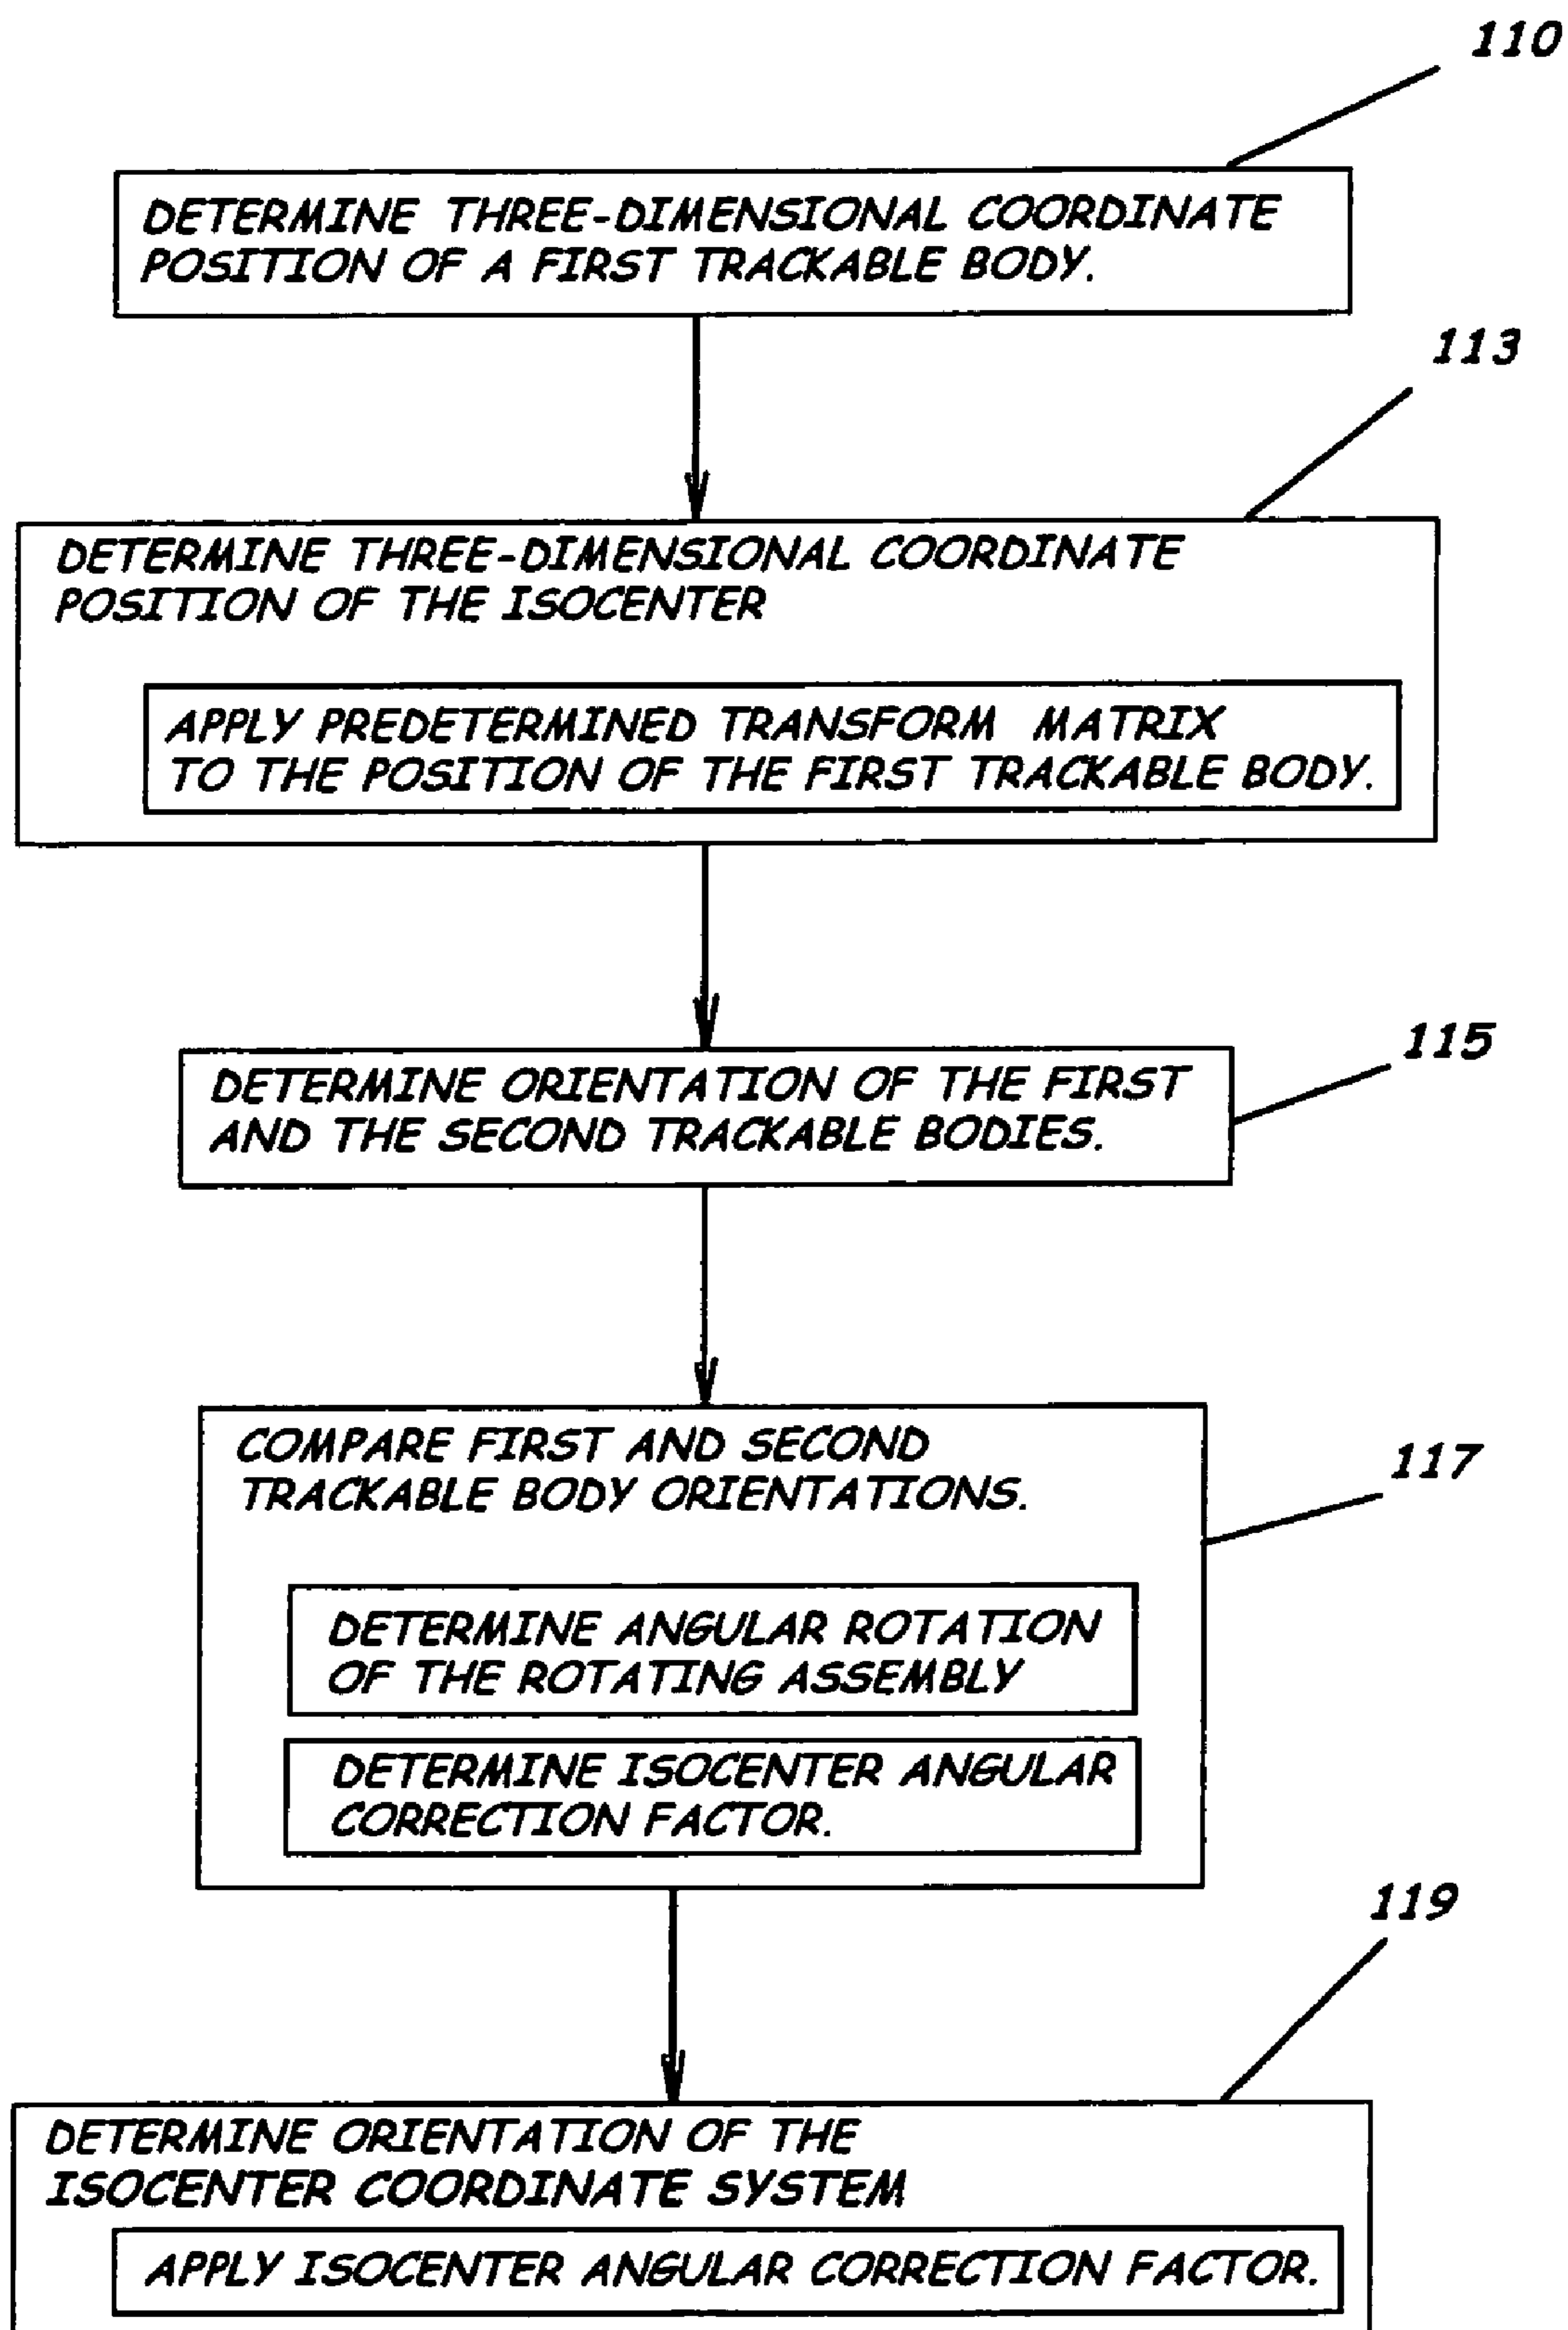 110
DETERMINE THREE-DIMENSIONAL COORDINATE
POSITION OF A FIRST TRACKABLE BODY.
113
DETERMINE THREE-DIMENSIONAL COORDINATE
POSITION OF THE ISOCENTER
APPLY PREDETERMINED TRANSFORM MATRIX
TO THE POSITION OF THE FIRST TRACKABLE BODY.
115
DETERMINE ORIENTATION OF THE FIRST
AND THE SECOND TRACKABLE BODIES.
117
COMPARE FIRST AND SECOND
TRACKABLE BODY ORIENTATIONS.
DETERMINE ANGULAR ROTATION
OF THE ROTATING ASSEMBLY
DETERMINE ISOCENTER ANGULAR
CORRECTION FACTOR.
119
DETERMINE ORIENTATION OF THE
ISOCENTER COORDINATE SYSTEM
APPLY ISOCENTER ANGULAR CORRECTION FACTOR.